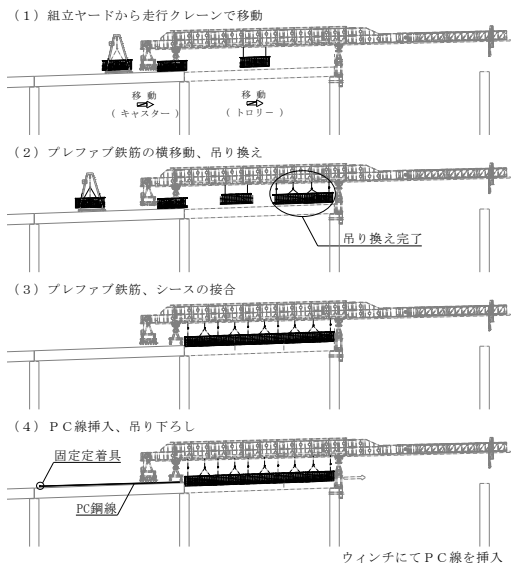 (1) 組立ヤードから走行クレーンで移動
移 動
(キャスター)
移 動
(トロリー)
(2) プレファブ鉄筋の横移動、吊り換え
吊り換え完了
(3) プレファブ鉄筋、シースの接合
(4) PC線挿入、吊り下ろし
固定定着具
PC鋼線
ウィンチにてPC線を挿入